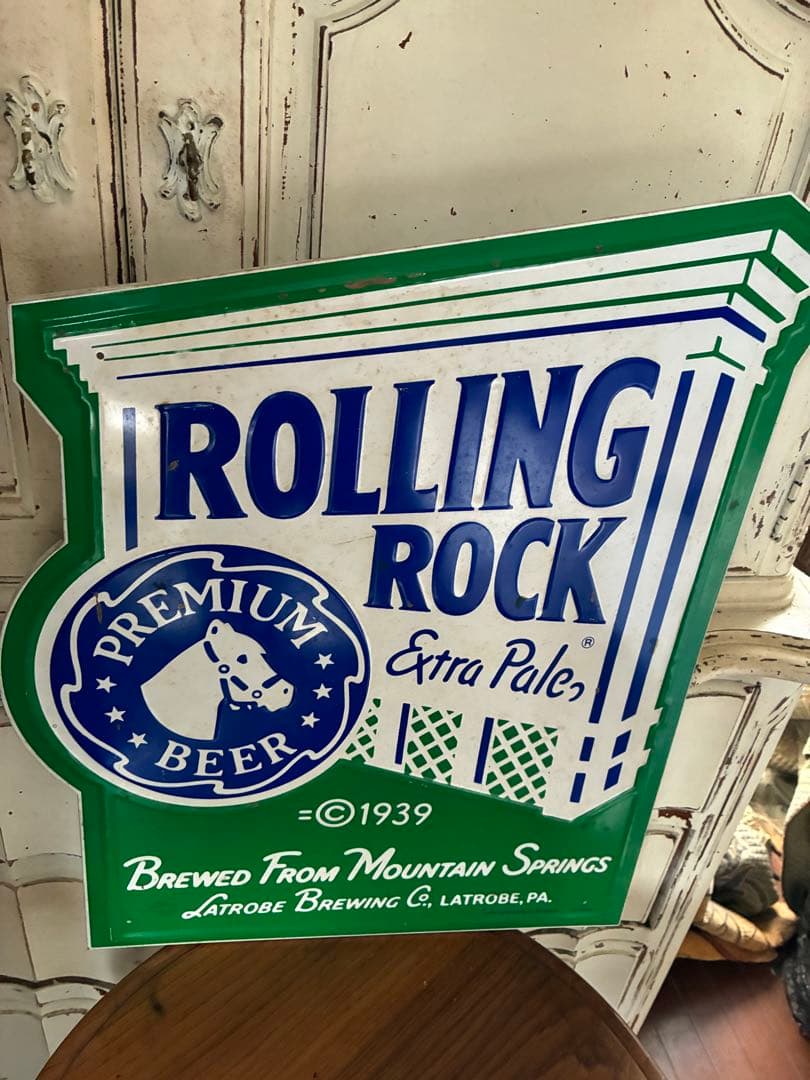 ROLLING
ROCK
®
Extra Pale,
PREMIUM
BEER
=©1939
BREWED FROM MOUNTAIN SPRINGS
LATROBE BREWING CO., LATROBE, PA.